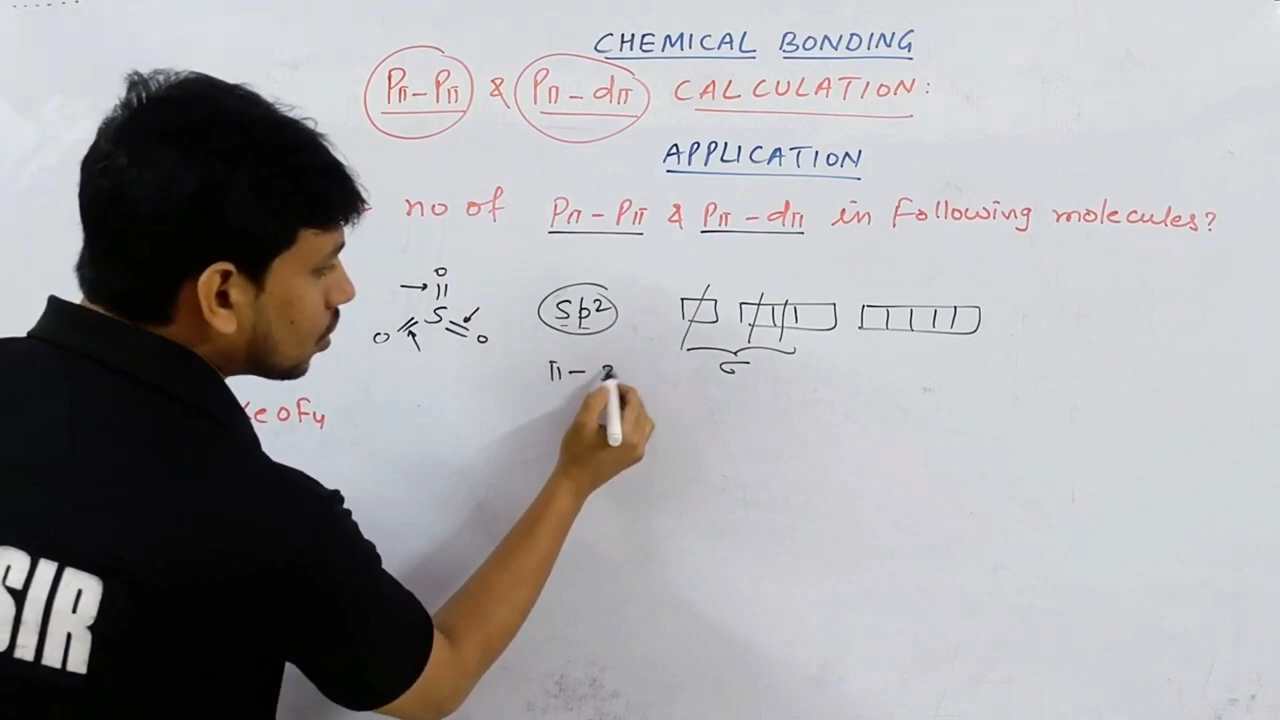 CHEMICAL BONDING
Pπ-Pπ & Pπ-dπ CALCULATION:
APPLICATION
no of Pπ-Pπ & Pπ-dπ in following molecules?
O
S
O O
sp²
σ
π-
eOF₄
SIR